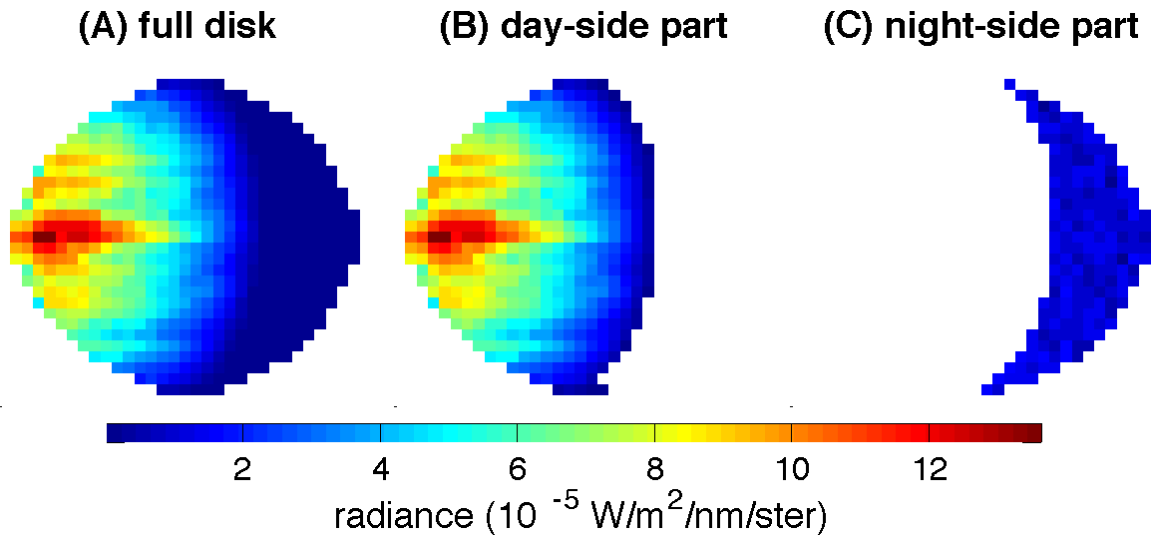 (A) full disk (B) day-side part (C) night-side part
2 4 6 8 10 12
radiance (10 ⁻⁵ W/m²/nm/ster)